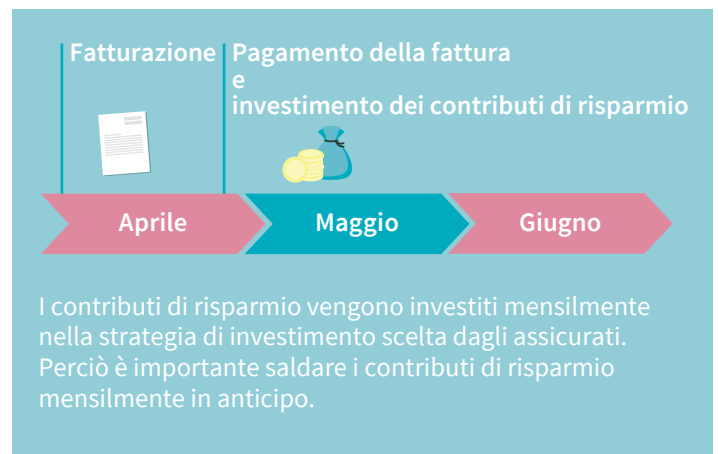 Fatturazione
Pagamento della fattura
e
investimento dei contributi di risparmio
Aprile
Maggio
Giugno
I contributi di risparmio vengono investiti mensilmente
nella strategia di investimento scelta dagli assicurati.
Perciò è importante saldare i contributi di risparmio
mensilmente in anticipo.